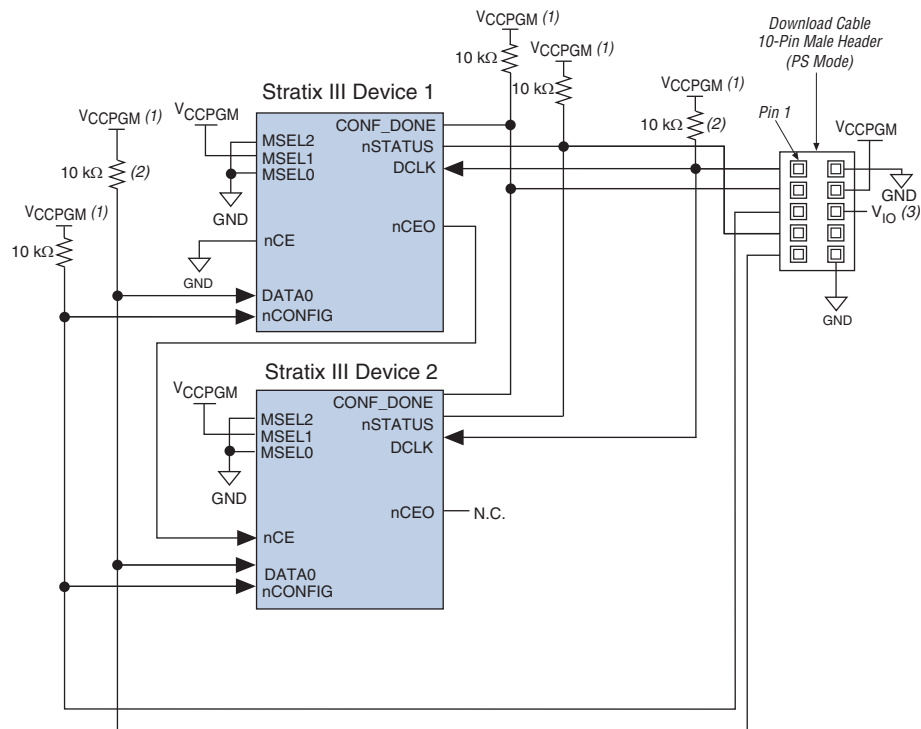 VCCPGM (1)
10 kΩ
VCCPGM (1)
10 kΩ
VCCPGM (1)
10 kΩ (2)
Download Cable
10-Pin Male Header
(PS Mode)
Pin 1
VCCPGM
GND
VIO (3)
GND
VCCPGM (1)
10 kΩ (2)
VCCPGM (1)
10 kΩ
Stratix III Device 1
VCCPGM
MSEL2
MSEL1
MSEL0
GND
nCE
GND
DATA0
nCONFIG
CONF_DONE
nSTATUS
DCLK
nCEO
Stratix III Device 2
VCCPGM
MSEL2
MSEL1
MSEL0
GND
nCE
DATA0
nCONFIG
CONF_DONE
nSTATUS
DCLK
nCEO
N.C.